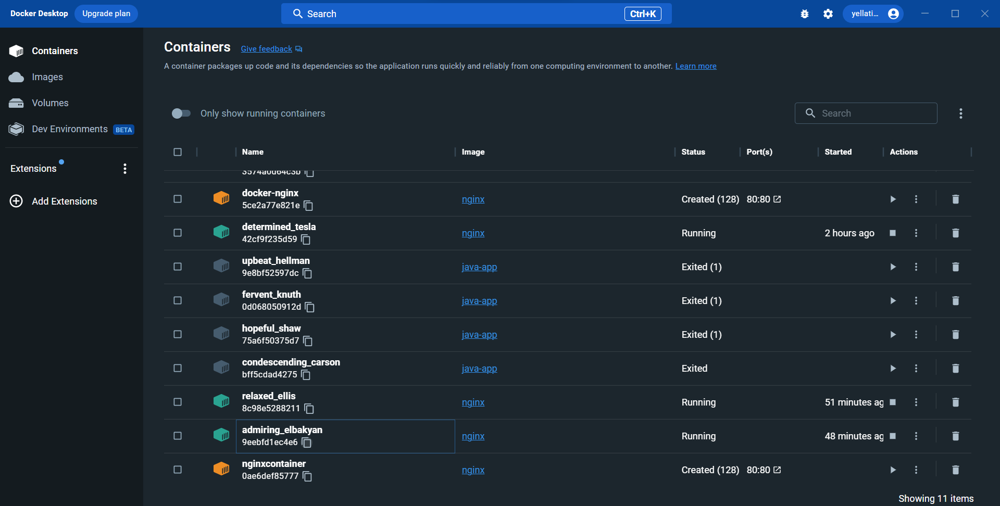 Docker Desktop
Upgrade plan
Search
Ctrl+K
yellati...
Containers
Images
Volumes
Dev Environments BETA
Extensions
Add Extensions
Containers Give feedback
A container packages up code and its dependencies so the application runs quickly and reliably from one computing environment to another. Learn more
Only show running containers
Search
Name Image Status Port(s) Started Actions
3574a0d64c3b
docker-nginx
5ce2a77e821e
nginx Created (128) 80:80
determined_tesla
42cf9f235d59
nginx Running 2 hours ago
upbeat_hellman
9e8bf52597dc
java-app Exited (1)
fervent_knuth
0d068050912d
java-app Exited (1)
hopeful_shaw
75a6f50375d7
java-app Exited (1)
condescending_carson
bff5cdad4275
java-app Exited
relaxed_ellis
8c98e5288211
nginx Running 51 minutes ag
admiring_elbakyan
9eebfd1ec4e6
nginx Running 48 minutes ag
nginxcontainer
0ae6def85777
nginx Created (128) 80:80
Showing 11 items